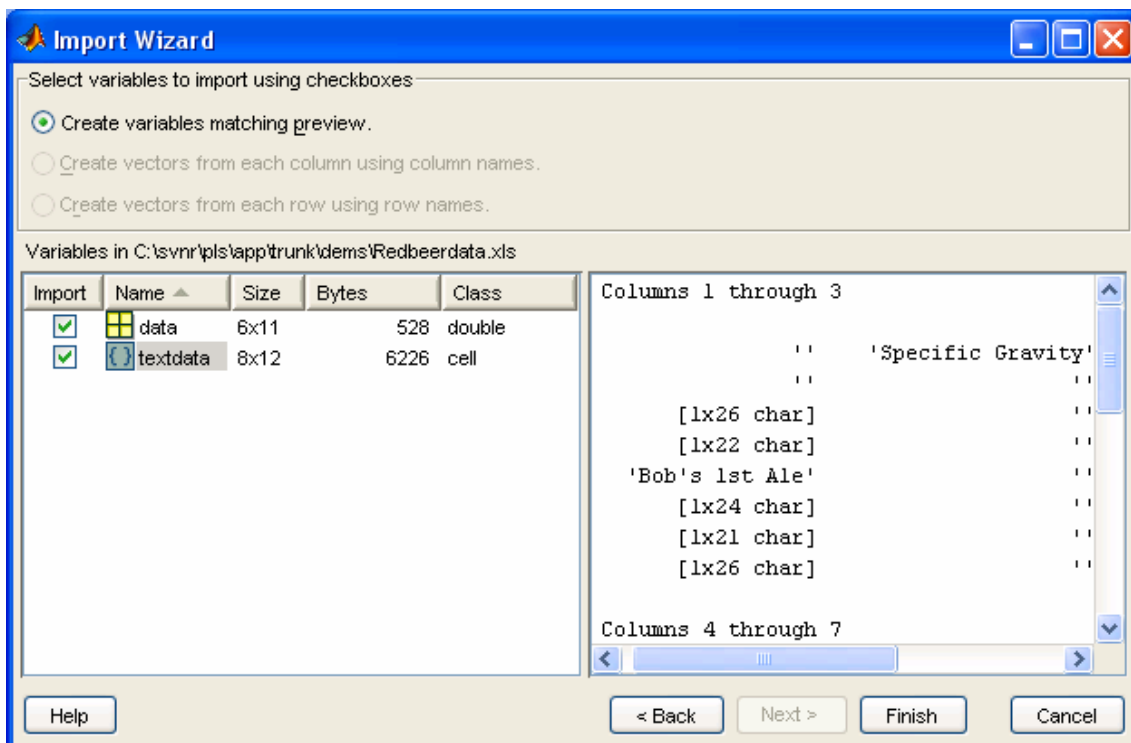 Import Wizard
Select variables to import using checkboxes
Create variables matching preview.
Create vectors from each column using column names.
Create vectors from each row using row names.
Variables in C:\svnr\pls\app\trunk\dems\Redbeerdata.xls
Import Name Size Bytes Class
data 6x11 528 double
{} textdata 8x12 6226 cell
Columns 1 through 3
'' 'Specific Gravity'
'' ''
[1x26 char] ''
[1x22 char] ''
'Bob's 1st Ale' ''
[1x24 char] ''
[1x21 char] ''
[1x26 char] ''
Columns 4 through 7
Help < Back Next > Finish Cancel